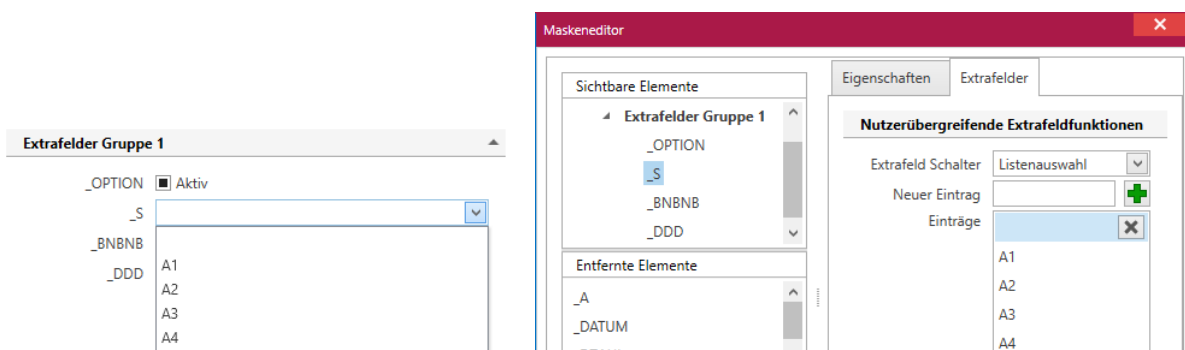 Extrafelder Gruppe 1
_OPTION Aktiv
_S
_BNBNB
_DDD
A1
A2
A3
A4
Maskeneditor
Sichtbare Elemente
Extrafelder Gruppe 1
_OPTION
_S
_BNBNB
_DDD
Entfernte Elemente
_A
_DATUM
Eigenschaften Extrafelder
Nutzerübergreifende Extrafeldfunktionen
Extrafeld Schalter Listenauswahl
Neuer Eintrag
Einträge
A1
A2
A3
A4